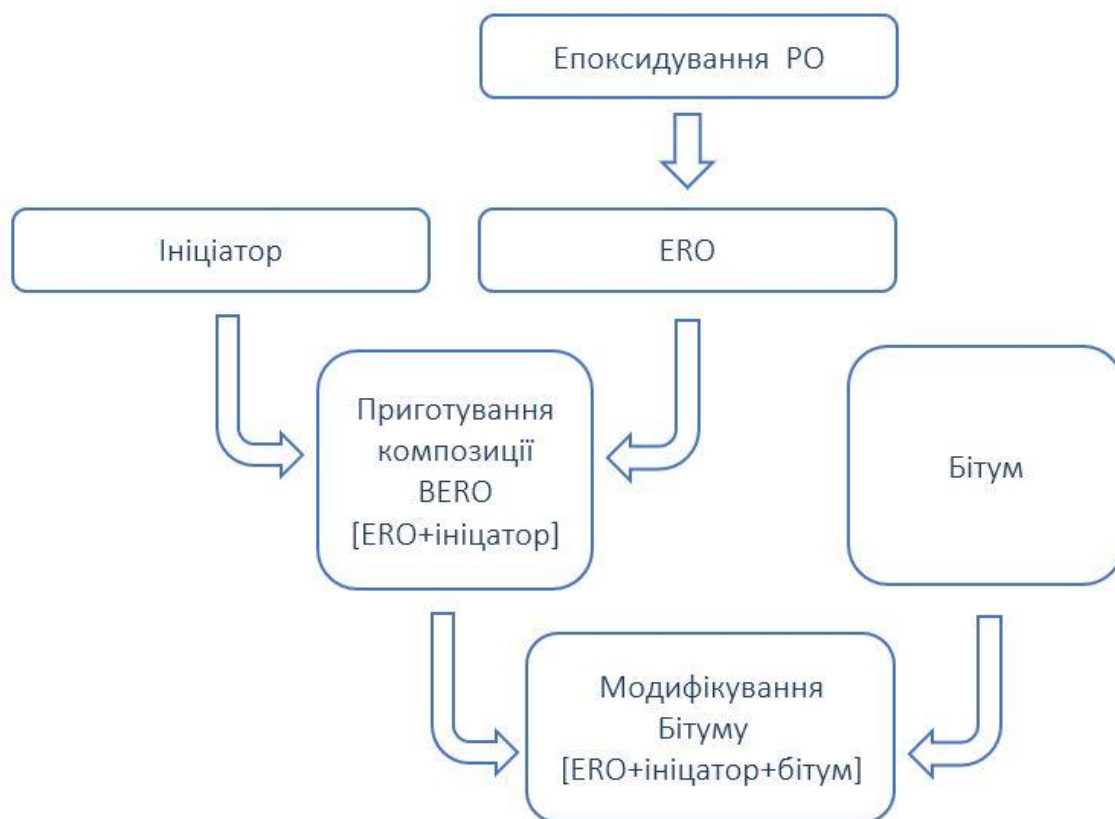 Епоксидування РО
Ініціатор
ERO
Приготування
композиції
BERO
[ERO+ініцатор]
Бітум
Модифікування
Бітуму
[ERO+ініцатор+бітум]